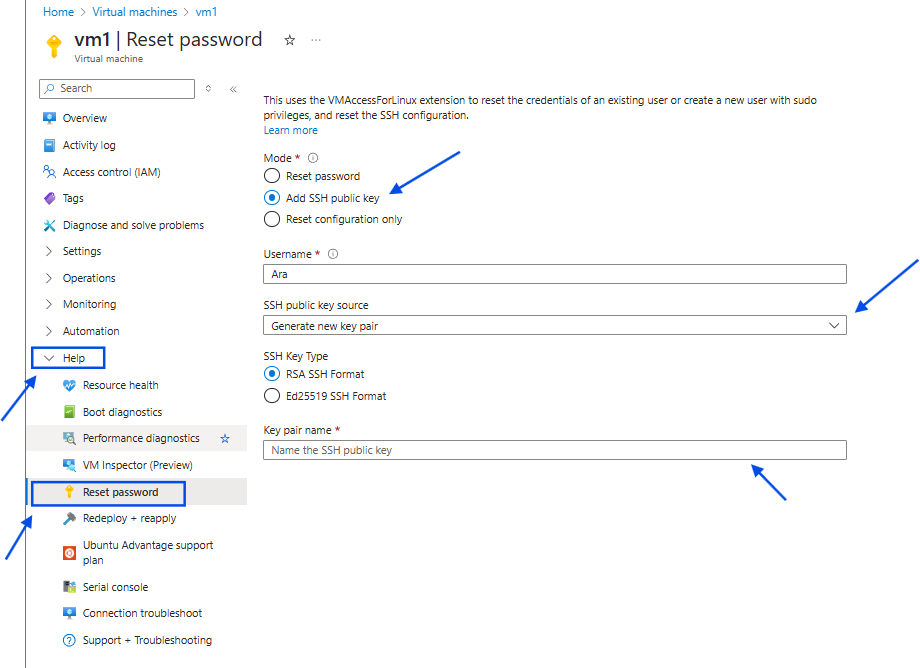 Home > Virtual machines > vm1
vm1 | Reset password
Virtual machine
Search
Overview
Activity log
Access control (IAM)
Tags
Diagnose and solve problems
Settings
Operations
Monitoring
Automation
Help
Resource health
Boot diagnostics
Performance diagnostics
VM Inspector (Preview)
Reset password
Redeploy + reapply
Ubuntu Advantage support
plan
Serial console
Connection troubleshoot
Support + Troubleshooting
This uses the VMAccessForLinux extension to reset the credentials of an existing user or create a new user with sudo
privileges, and reset the SSH configuration.
Learn more
Mode *
Reset password
Add SSH public key
Reset configuration only
Username *
Ara
SSH public key source
Generate new key pair
SSH Key Type
RSA SSH Format
Ed25519 SSH Format
Key pair name *
Name the SSH public key